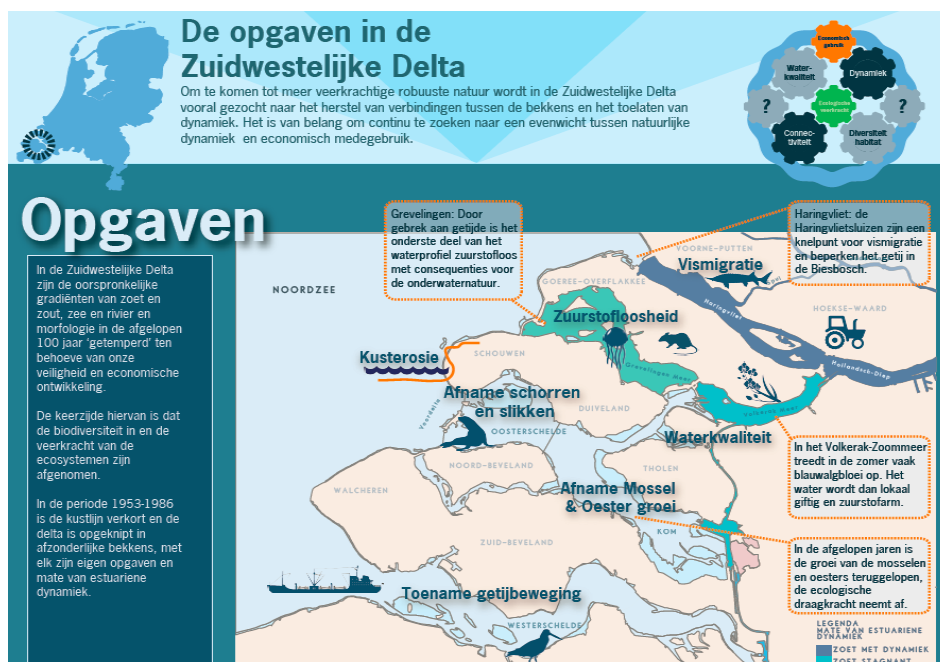 De opgaven in de
Zuidwestelijke Delta
Om te komen tot meer veerkrachtige robuuste natuur wordt in de Zuidwestelijke Delta
vooral gezocht naar het herstel van verbindingen tussen de bekkens en het toelaten van
dynamiek. Het is van belang om continu te zoeken naar een evenwicht tussen natuurlijke
dynamiek en economisch medegebruik.
Economisch
gebruik
Water-
kwaliteit
Dynamiek
?
Ecologische
veerkracht
?
Connec-
tiviteit
Diversiteit
habitat
Opgaven
In de Zuidwestelijke Delta
zijn de oorspronkelijke
gradiënten van zoet en
zout, zee en rivier en
morfologie in de afgelopen
100 jaar ‘getemperd’ ten
behoeve van onze
veiligheid en economische
ontwikkeling.
De keerzijde hiervan is dat
de biodiversiteit in en de
veerkracht van de
ecosystemen zijn
afgenomen.
In de periode 1953-1986
is de kustlijn verkort en de
delta is opgeknipt in
afzonderlijke bekkens, met
elk zijn eigen opgaven en
mate van estuariene
dynamiek.
Grevelingen: Door
gebrek aan getijde is het
onderste deel van het
waterprofiel zuurstofloos
met consequenties voor
de onderwaternatuur.
Haringvliet: de
Haringvlietsluizen zijn een
knelpunt voor vismigratie
en beperken het getij in
de Biesbosch.
NOORDZEE
VOORNE-PUTTEN
Vismigratie
Spui
GOEREE-OVERFLAKKEE
Haringvliet
HOEKSE-WAARD
Zuurstofloosheid
Kusterosie
SCHOUWEN
Grevelingen Meer
Hollandsch-Diep
Afname schorren
en slikken
Voordelta
DUIVELAND
Volkerak Meer
OOSTERSCHELDE
Waterkwaliteit
NOORD-BEVELAND
THOLEN
In het Volkerak-Zoommeer
treedt in de zomer vaak
blauwalgbloei op. Het
water wordt dan lokaal
giftig en zuurstofarm.
WALCHEREN
Afname Mossel
& Oester groei
KOM
ZUID-BEVELAND
In de afgelopen jaren is
de groei van de mosselen
en oesters teruggelopen,
de ecologische
draagkracht neemt af.
Toename getijbeweging
WESTERSCHELDE
LEGENDA
MATE VAN ESTUARIENE
DYNAMIEK
ZOET MET DYNAMIEK
ZOET STAGNANT